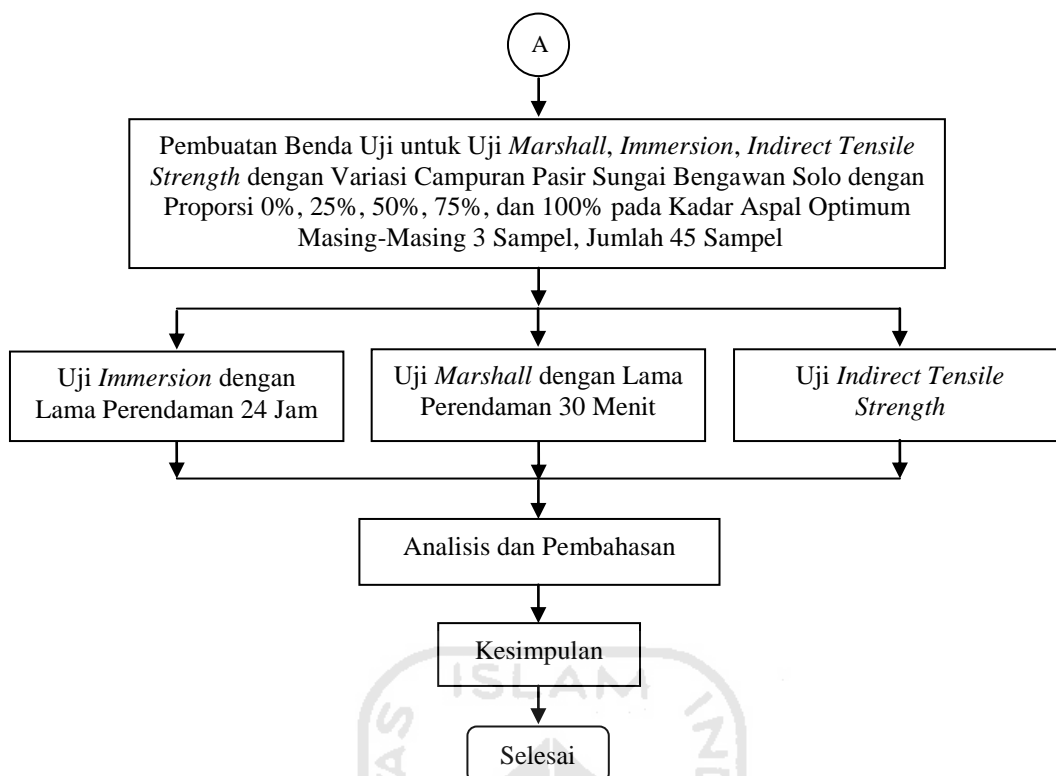 A
Pembuatan Benda Uji untuk Uji Marshall, Immersion, Indirect Tensile
Strength dengan Variasi Campuran Pasir Sungai Bengawan Solo dengan
Proporsi 0%, 25%, 50%, 75%, dan 100% pada Kadar Aspal Optimum
Masing-Masing 3 Sampel, Jumlah 45 Sampel
Uji Immersion dengan
Lama Perendaman 24 Jam
Uji Marshall dengan Lama
Perendaman 30 Menit
Uji Indirect Tensile
Strength
Analisis dan Pembahasan
Kesimpulan
ISLAM
Selesai